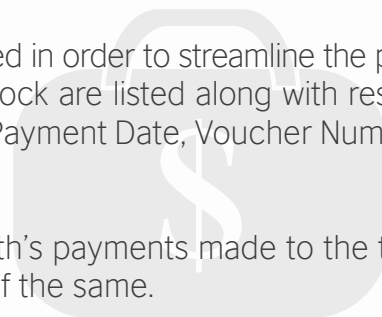 ed in order to streamline the p
ock are listed along with res
Payment Date, Voucher Num
th's payments made to the t
f the same.